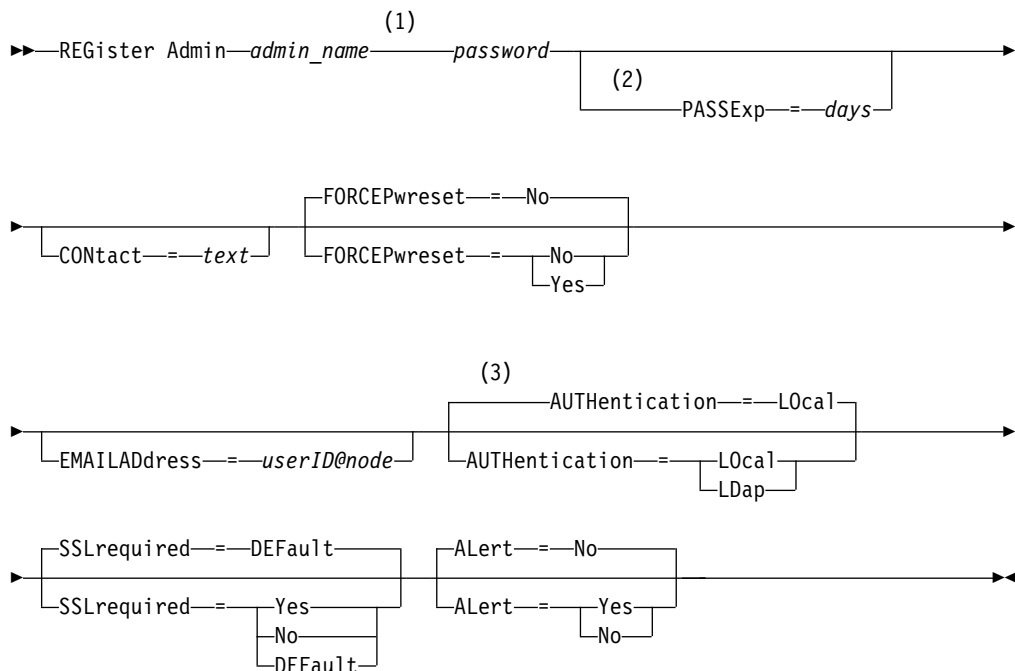 (1)
REGister Admin admin_name password
(2)
PASSExp = days
FORCEPwreset = No
CONtact = text FORCEPwreset = No
Yes
(3)
AUTHentication = LOcal
EMAILADdress = userID@node AUTHentication = LOcal
LDap
SSLrequired = DEFault ALert = No
SSLrequired = Yes ALert = Yes
No No
DEFault